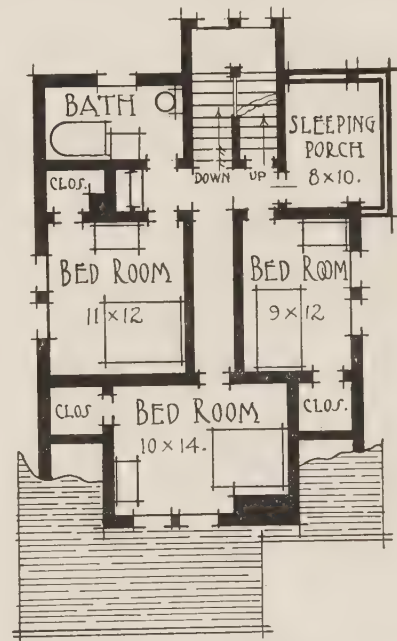 BATH
SLEEPING
PORCH
8 × 10.
DOWN
UP
CLOS.
BED ROOM
11 × 12
BED ROOM
9 × 12
CLOS
BED ROOM
10 × 14.
CLOS.